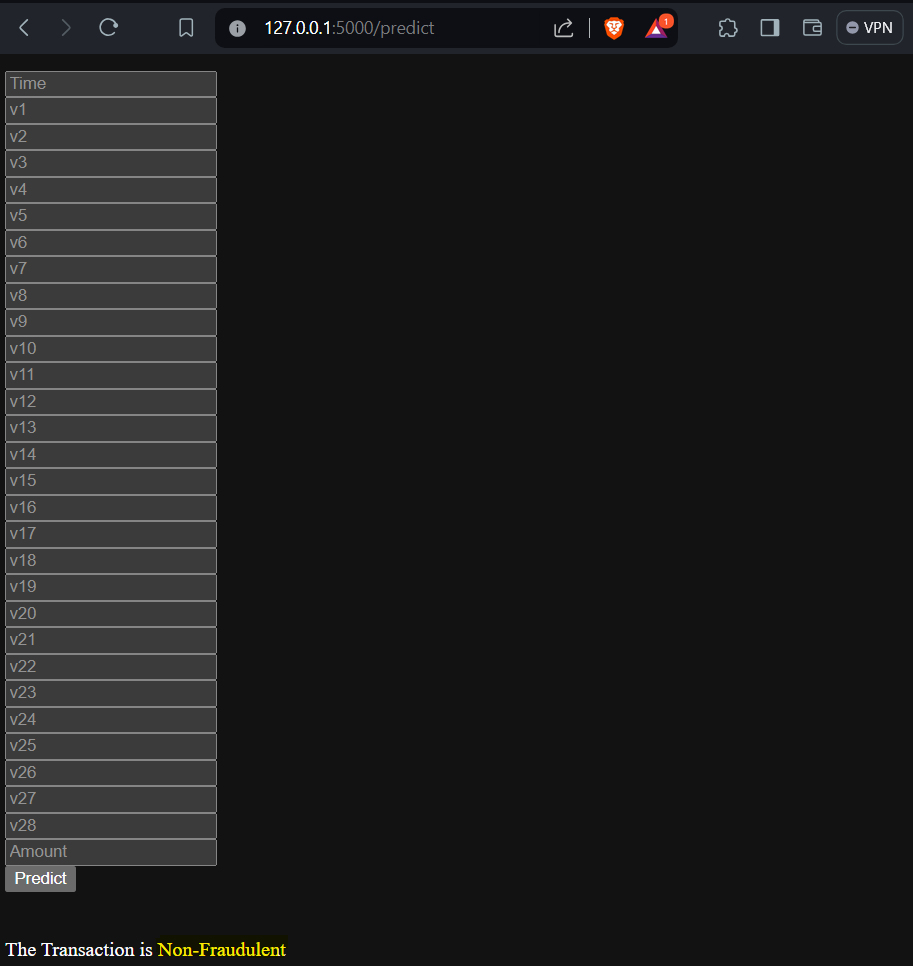 127.0.0.1:5000/predict
1
VPN
Time
v1
v2
v3
v4
v5
v6
v7
v8
v9
v10
v11
v12
v13
v14
v15
v16
v17
v18
v19
v20
v21
v22
v23
v24
v25
v26
v27
v28
Amount
Predict
The Transaction is Non-Fraudulent